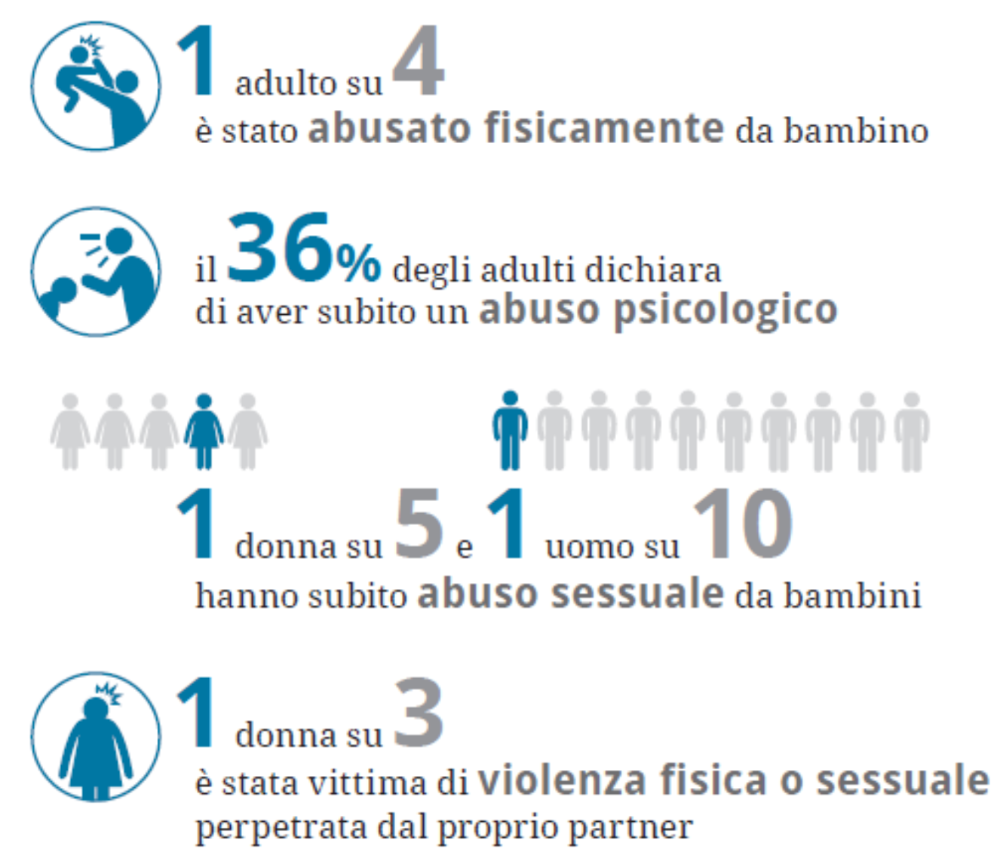 1 adulto su 4
è stato abusato fisicamente da bambino
il 36% degli adulti dichiara
di aver subito un abuso psicologico
1 donna su 5 e 1 uomo su 10
hanno subito abuso sessuale da bambini
1 donna su 3
è stata vittima di violenza fisica o sessuale
perpetrata dal proprio partner